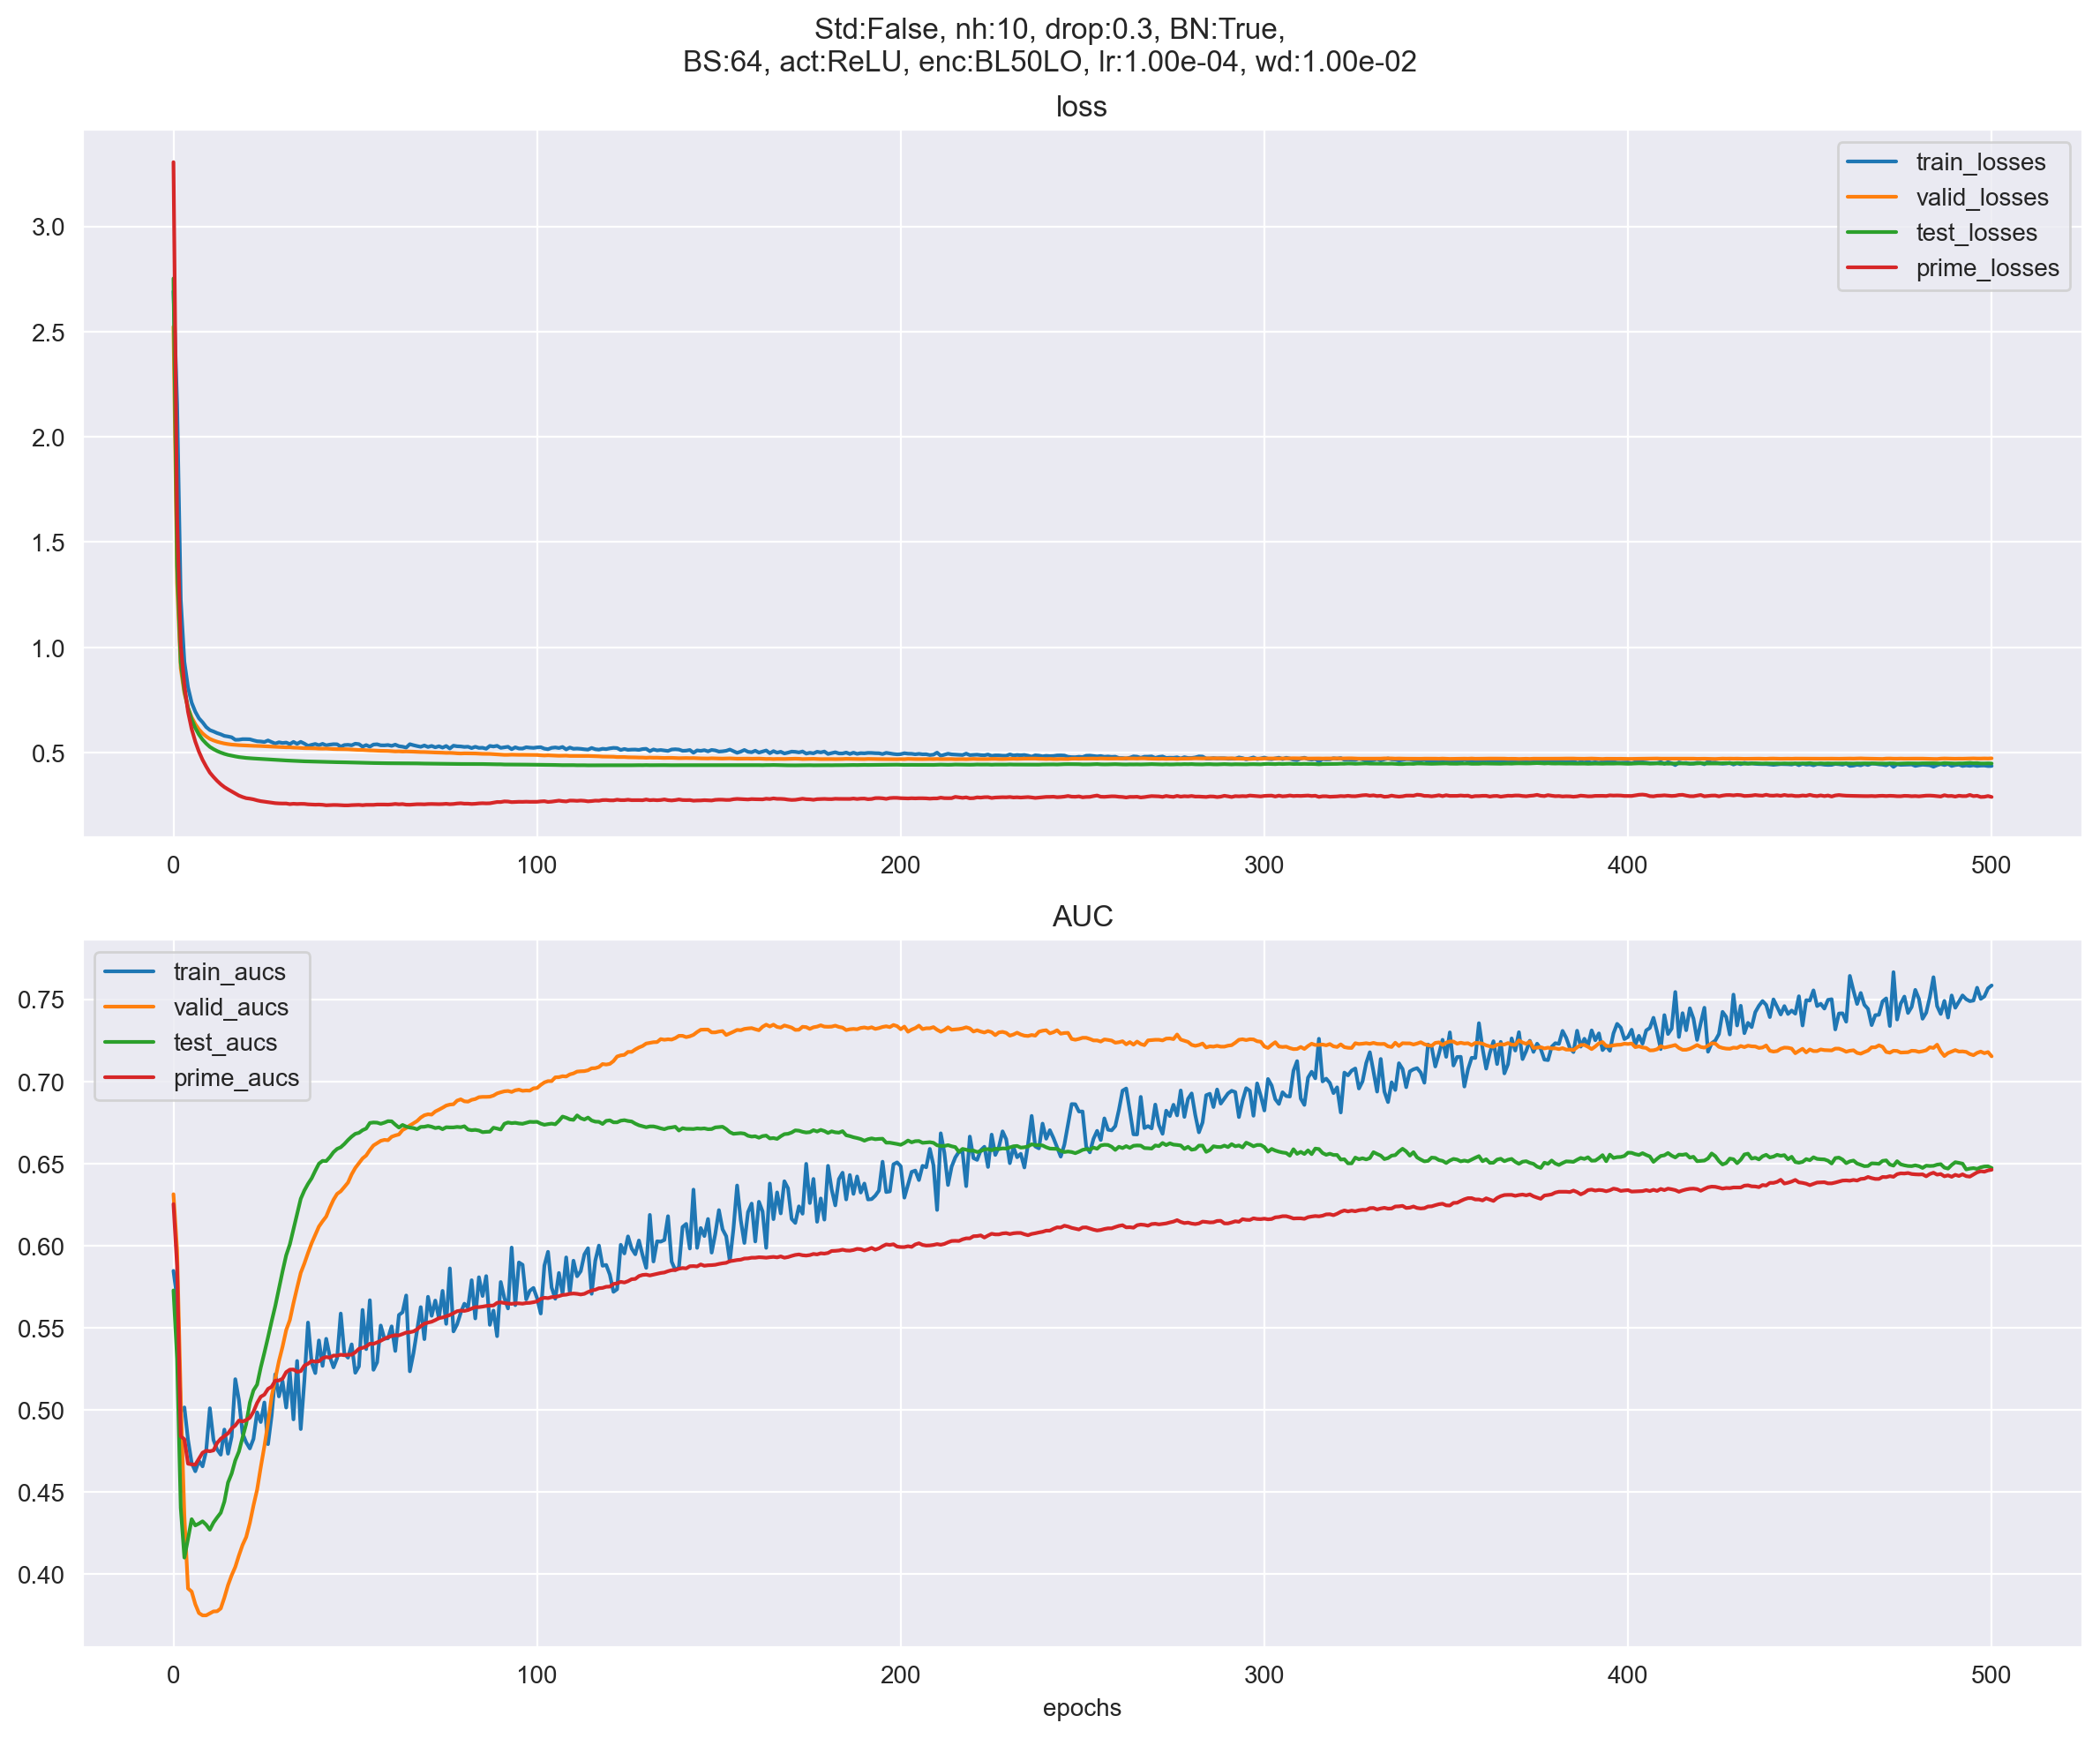 Std:False, nh:10, drop:0.3, BN:True,
BS:64, act:ReLU, enc:BL50LO, lr:1.00e-04, wd:1.00e-02
loss
train_losses
valid_losses
test_losses
prime_losses
3.0
2.5
2.0
1.5
1.0
0.5
0
100
200
300
400
500
AUC
train_aucs
valid_aucs
test_aucs
prime_aucs
0.75
0.70
0.65
0.60
0.55
0.50
0.45
0.40
0
100
200
300
400
500
epochs